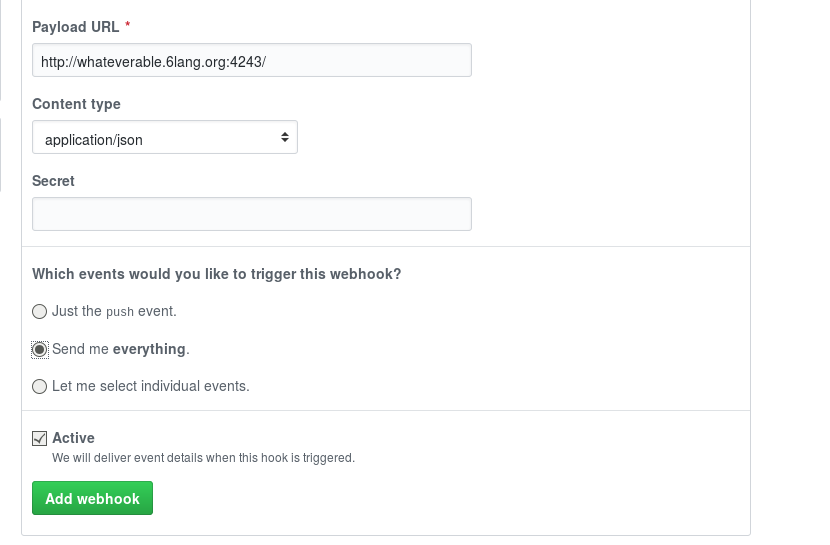 Payload URL *
http://whateverable.6lang.org:4243/
Content type
application/json
Secret
Which events would you like to trigger this webhook?
Just the push event.
Send me everything.
Let me select individual events.
Active
We will deliver event details when this hook is triggered.
Add webhook